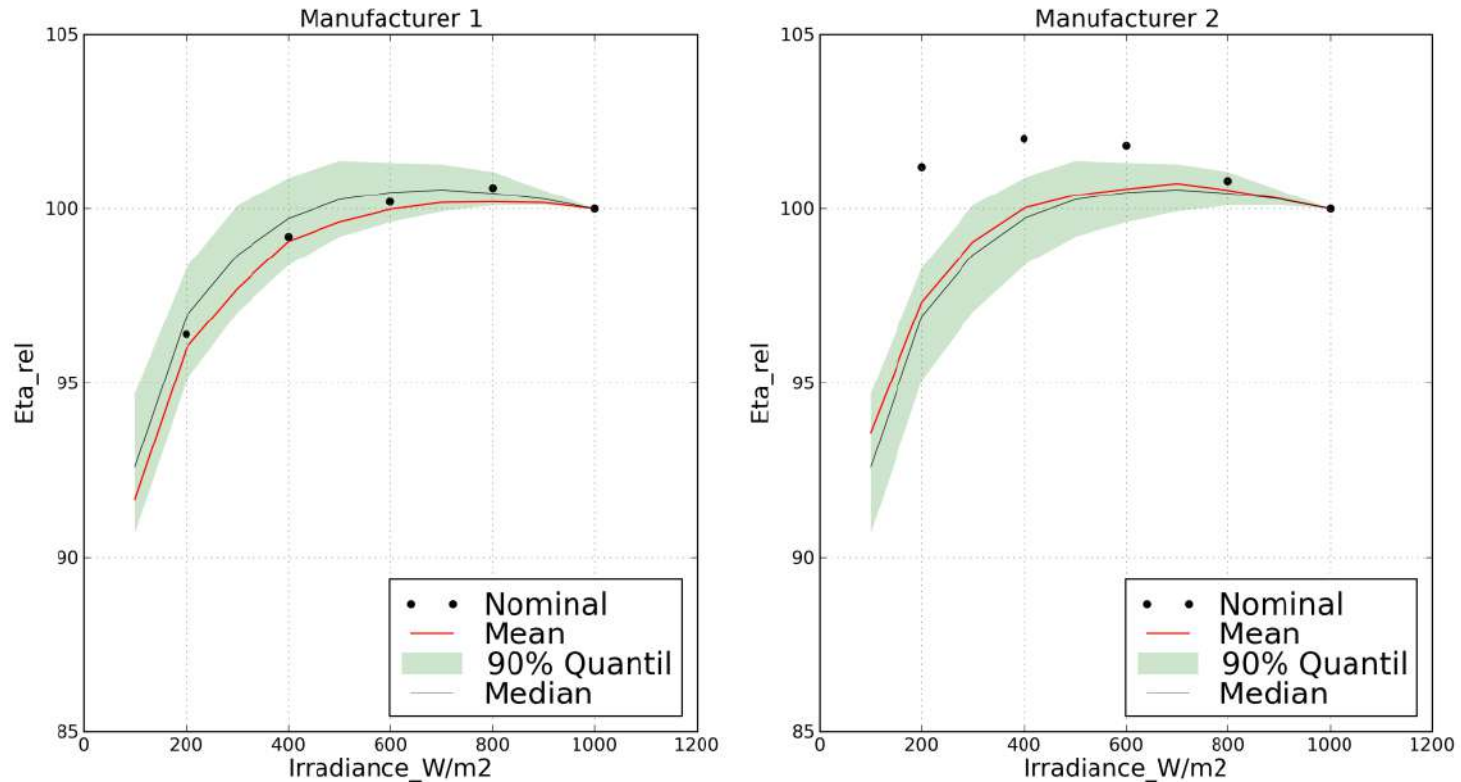 Manufacturer 1
105
100
95
90
85
Eta_rel
0
200
400
600
800
1000
1200
Irradiance_W/m2
Nominal
Mean
90% Quantil
Median
Manufacturer 2
105
100
95
90
85
Eta_rel
0
200
400
600
800
1000
1200
Irradiance_W/m2
Nominal
Mean
90% Quantil
Median